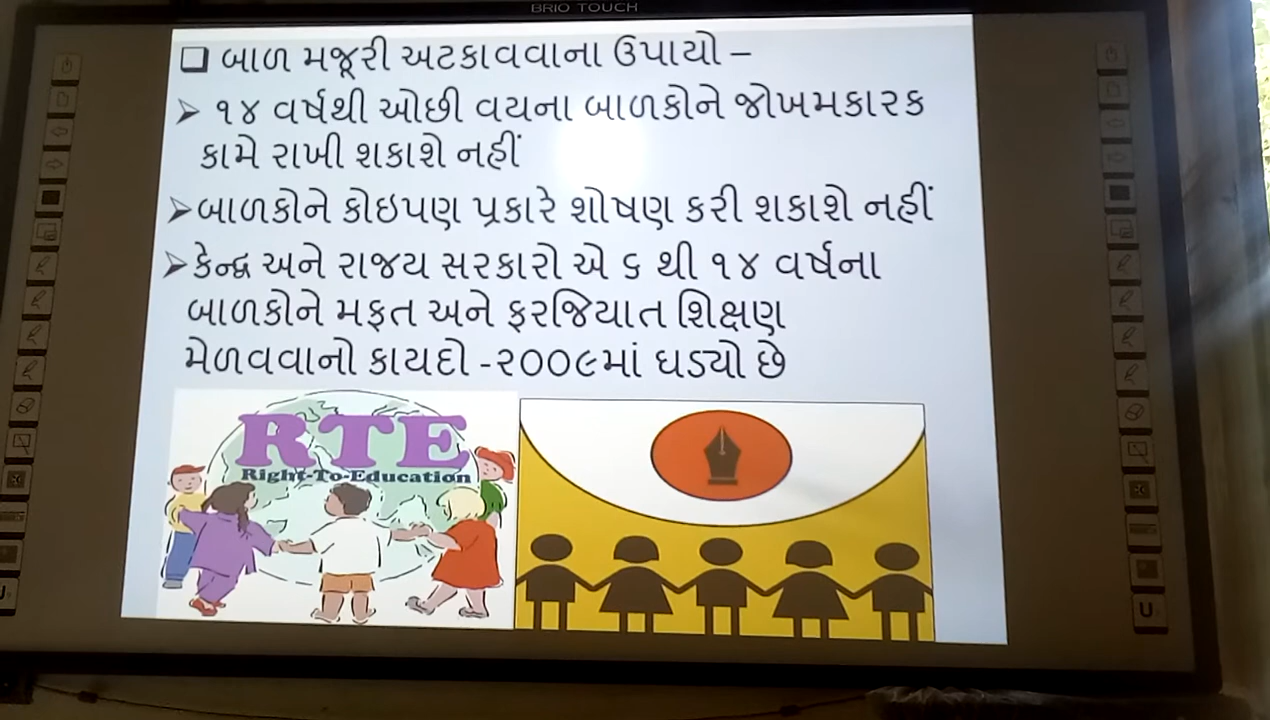 BRIO TOUCH
❑ બાળ મજૂરી અટકાવવાના ઉપાયો –
➢ ૧૪ વર્ષથી ઓછી વયના બાળકોને જોખમકારક
કામે રાખી શકાશે નહીં
➢બાળકોને કોઇપણ પ્રકારે શોષણ કરી શકાશે નહીં
➢કેન્દ્ર અને રાજય સરકારો એ ૬ થી ૧૪ વર્ષના
બાળકોને મફત અને ફરજિયાત શિક્ષણ
મેળવવાનો કાયદો -૨૦૦૯માં ઘડ્યો છે
RTE
Right-To-Education